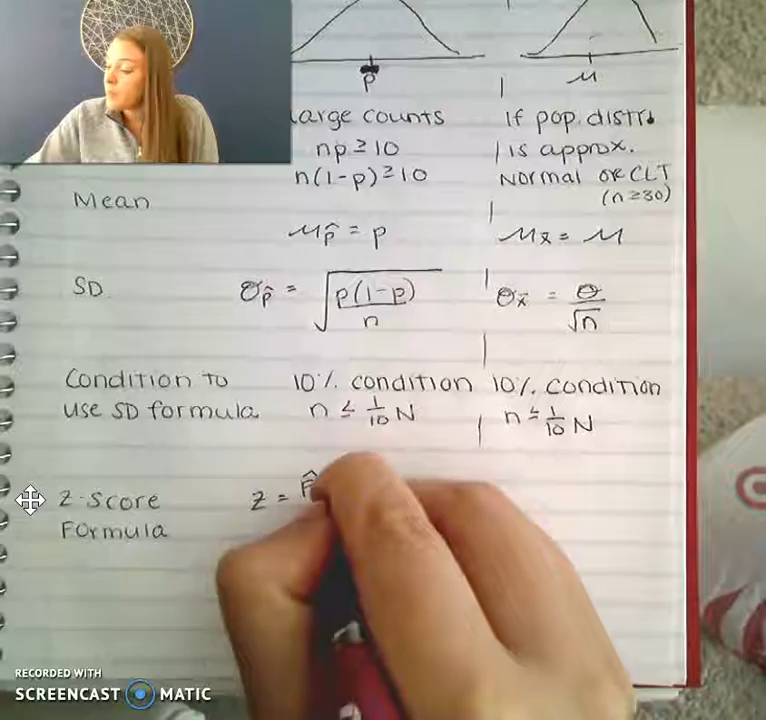 p
μ
Large counts
If pop. distr.
np ≥ 10
is approx.
n(1-p) ≥ 10
Normal or CLT
(n ≥ 30)
Mean
μp̂ = p
μx̄ = μ
SD
σp̂ = √(p(1-p)/n)
σx̄ = σ/√n
Condition to
use SD formula
10% condition
10% condition
n ≤ 1/10 N
n ≤ 1/10 N
Z-score
Formula
Z = p̂
RECORDED WITH
SCREENCAST MATIC